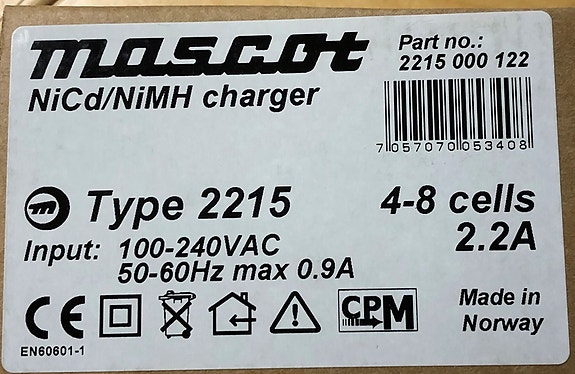 mascot
Part no.:
2215 000 122
NiCd/NiMH charger
7 057070 053408
m Type 2215
4-8 cells
2.2A
Input: 100-240VAC
50-60Hz max 0.9A
CE
EN60601-1
CPM
Made in
Norway